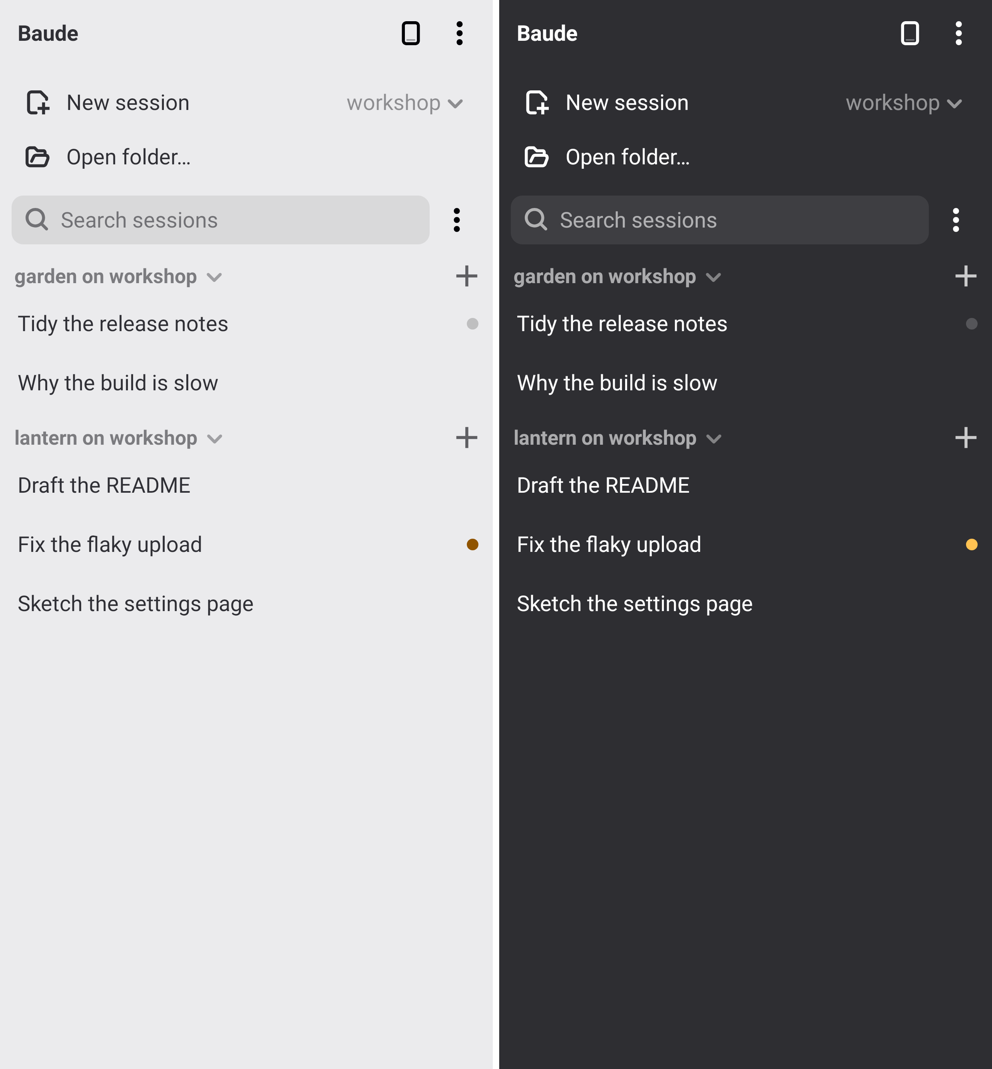 Baude
New session workshop
Open folder...
Search sessions
garden on workshop
Tidy the release notes
Why the build is slow
lantern on workshop
Draft the README
Fix the flaky upload
Sketch the settings page
Baude
New session workshop
Open folder...
Search sessions
garden on workshop
Tidy the release notes
Why the build is slow
lantern on workshop
Draft the README
Fix the flaky upload
Sketch the settings page